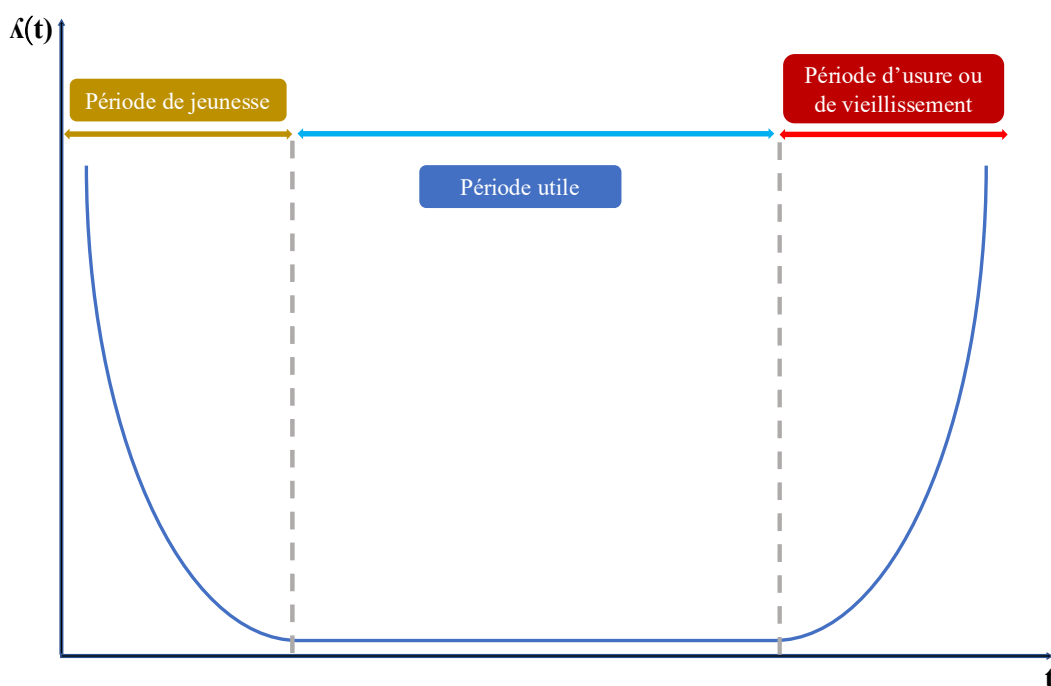 ʎ(t)
Période de jeunesse
Période d’usure ou
de vieillissement
Période utile
t